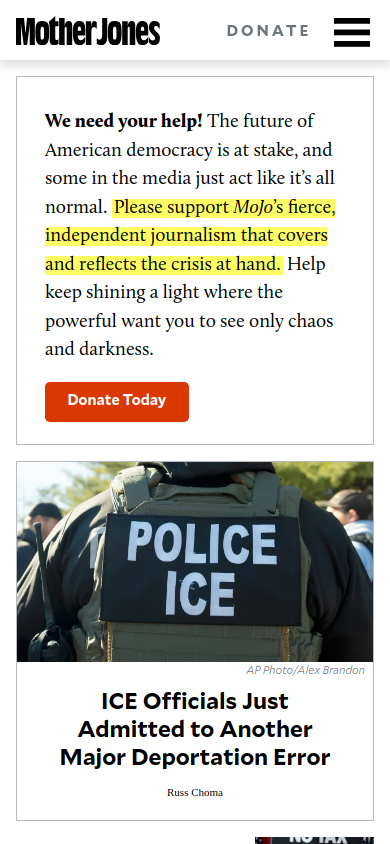 Mother Jones
DONATE
We need your help! The future of
American democracy is at stake, and
some in the media just act like it’s all
normal. Please support MoJo’s fierce,
independent journalism that covers
and reflects the crisis at hand. Help
keep shining a light where the
powerful want you to see only chaos
and darkness.
Donate Today
POLICE
ICE
AP Photo/Alex Brandon
ICE Officials Just
Admitted to Another
Major Deportation Error
Russ Choma
NO TAX